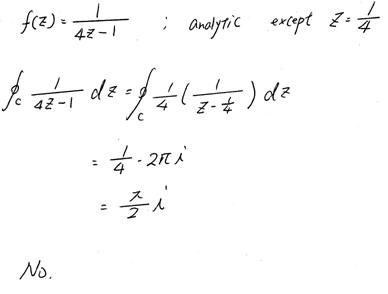 f(z) = 1/(4z-1) ; analytic except z = 1/4
∮_C 1/(4z-1) dz = ∮_C 1/4 (1/(z - 1/4)) dz
= 1/4 · 2πi
= π/2 i
No.